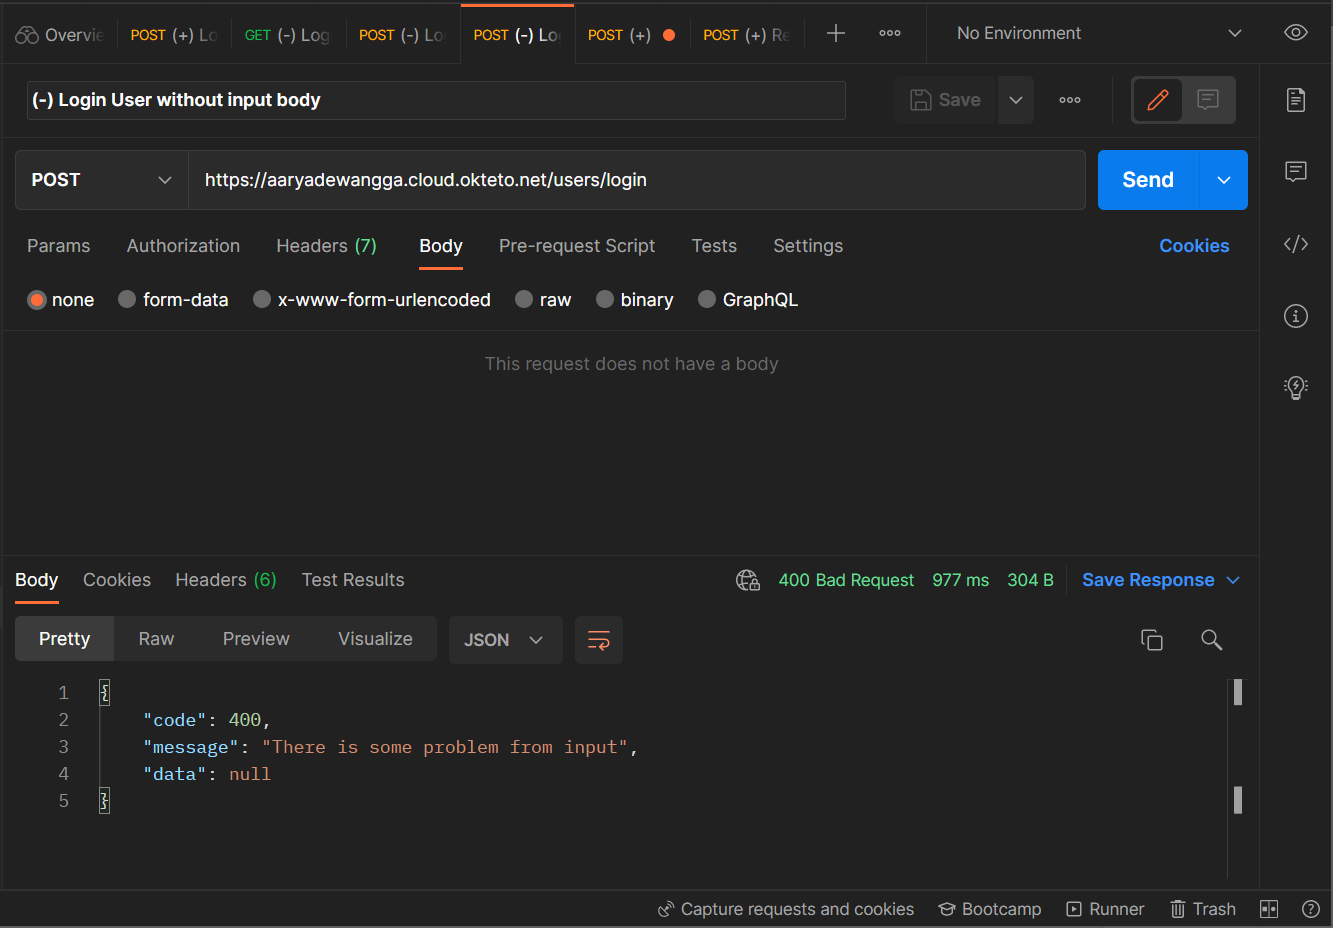 Overvie POST (+) Lo GET (-) Log POST (-) Lo POST (-) Lo POST (+) POST (+) Re No Environment
(-) Login User without input body Save
POST https://aaryadewangga.cloud.okteto.net/users/login Send
Params Authorization Headers (7) Body Pre-request Script Tests Settings Cookies
none form-data x-www-form-urlencoded raw binary GraphQL
This request does not have a body
Body Cookies Headers (6) Test Results 400 Bad Request 977 ms 304 B Save Response
Pretty Raw Preview Visualize JSON
1 {
2 "code": 400,
3 "message": "There is some problem from input",
4 "data": null
5 }
Capture requests and cookies Bootcamp Runner Trash